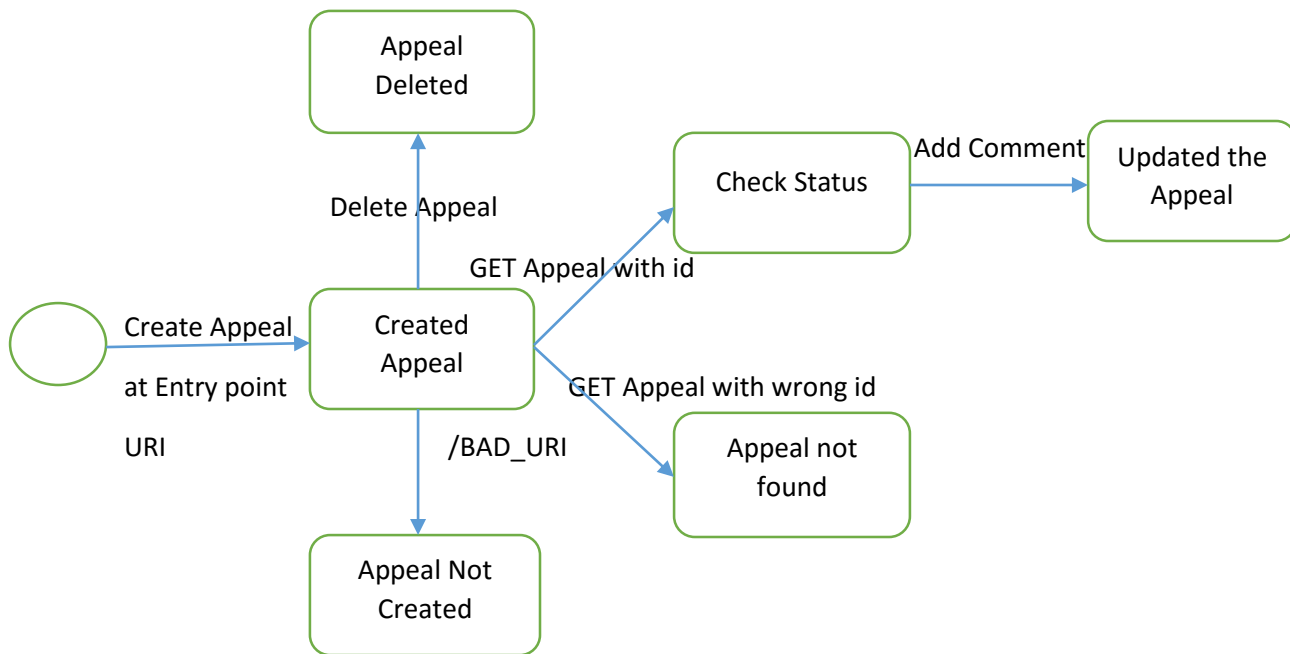 Appeal
Deleted
Delete Appeal
Check Status
Add Comment
Updated the
Appeal
GET Appeal with id
Create Appeal
at Entry point
URI
Created
Appeal
GET Appeal with wrong id
/BAD_URI
Appeal not
found
Appeal Not
Created